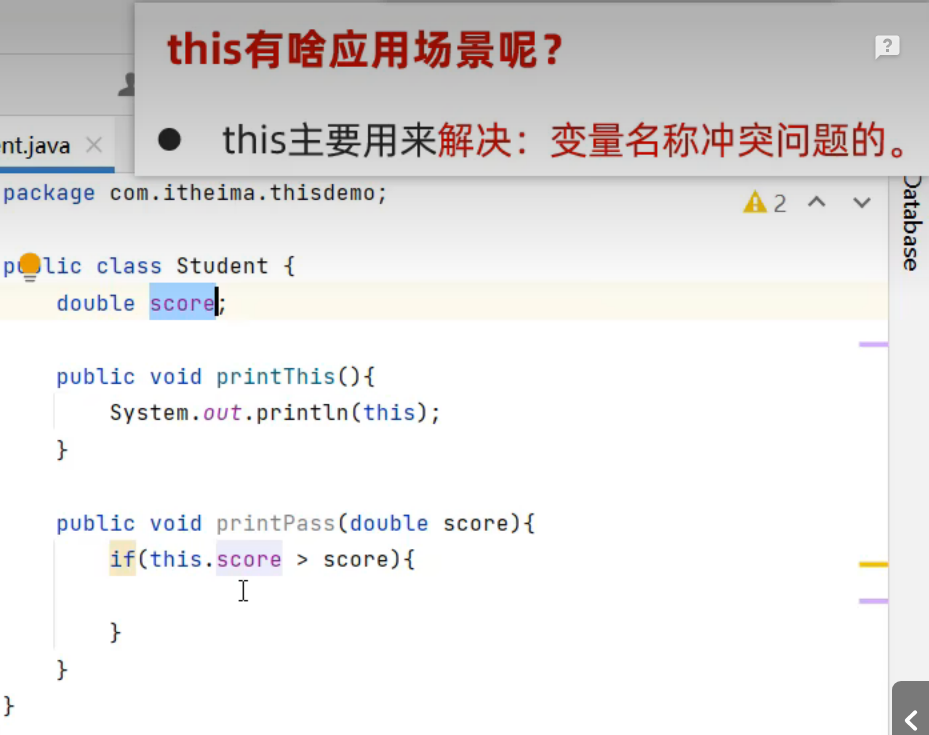 this有啥应用场景呢？
● this主要用来解决：变量名称冲突问题的。
nt.java
Database
2
package com.itheima.thisdemo;
public class Student {
double score;
public void printThis(){
System.out.println(this);
}
public void printPass(double score){
if(this.score > score){
}
}
}